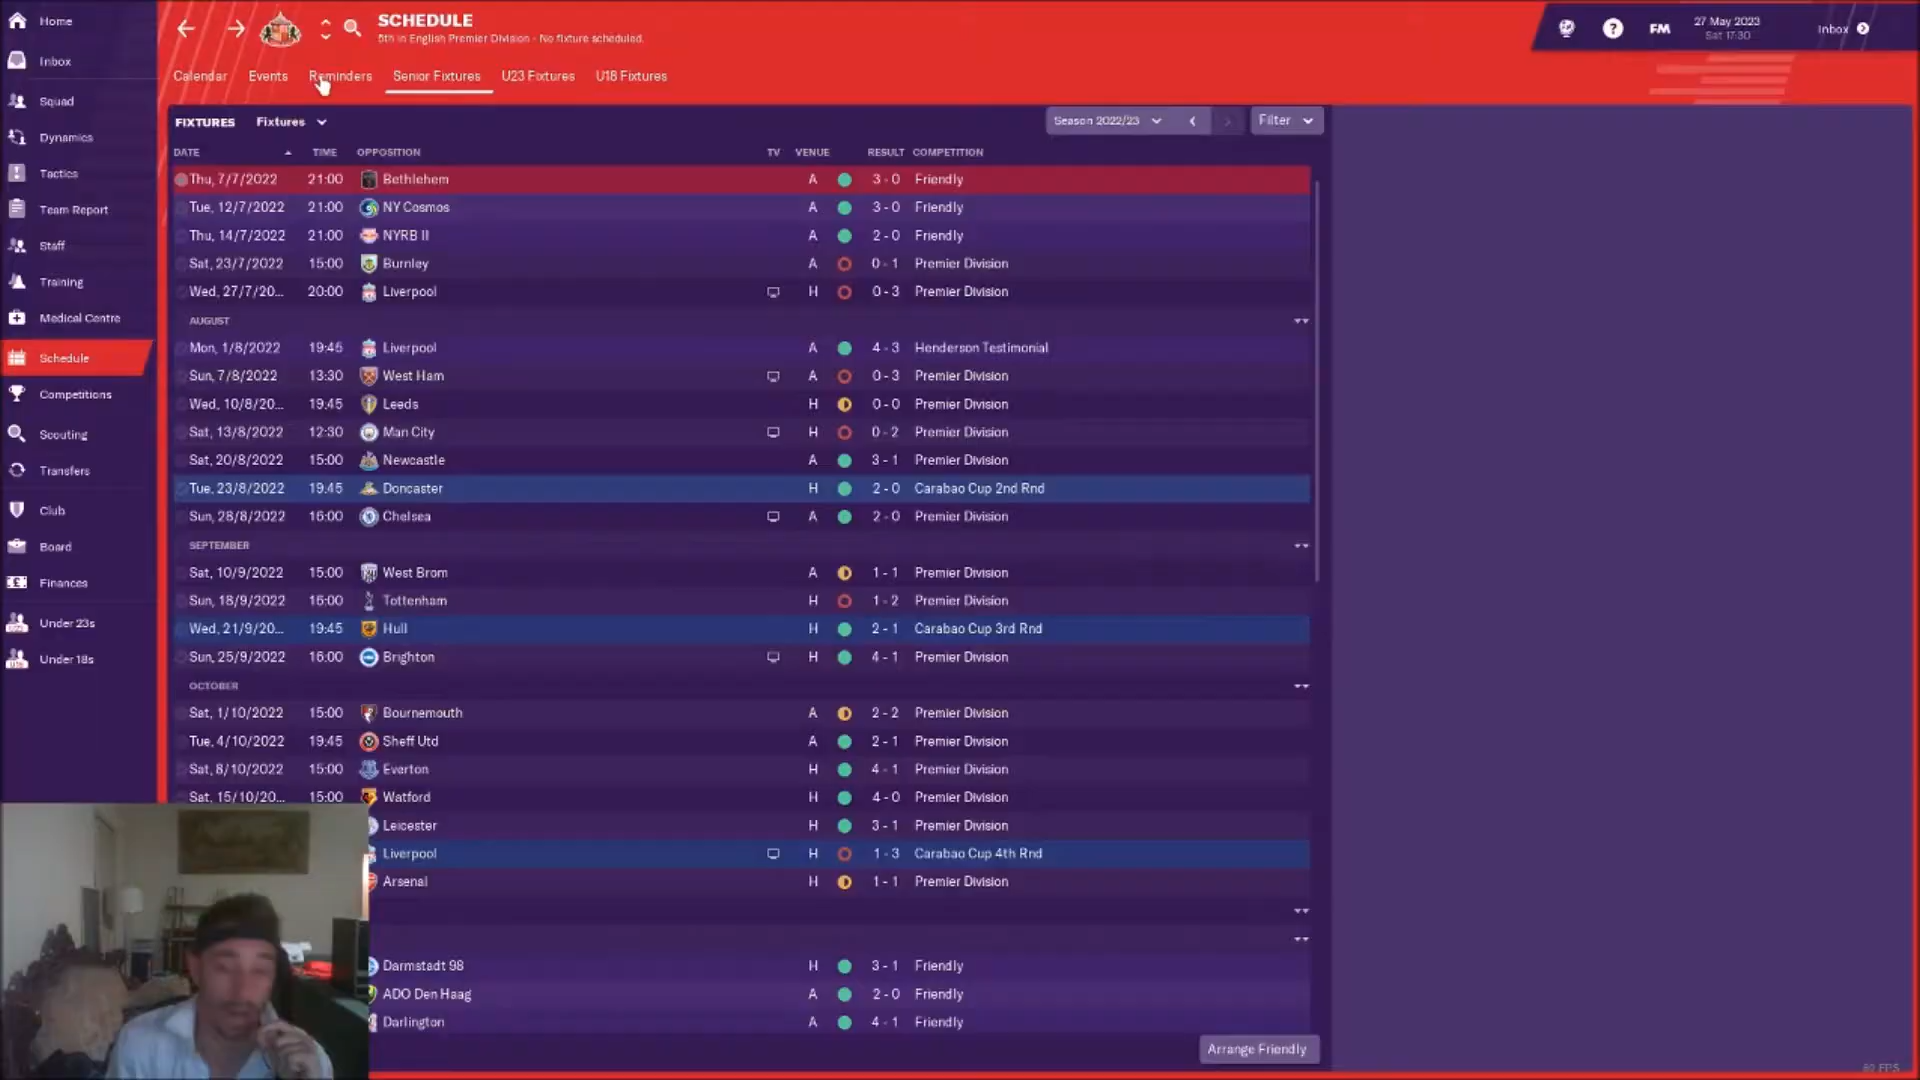 Home
Inbox
Squad
Dynamics
Tactics
Team Report
Staff
Training
Medical Centre
Schedule
Competitions
Scouting
Transfers
Club
Board
Finances
Under 23s
Under 18s
SCHEDULE
5th in English Premier Division - No fixture scheduled.
FM
27 May 2023
Sat 17:30
Inbox
Calendar Events Reminders Senior Fixtures U23 Fixtures U18 Fixtures
FIXTURES Fixtures Season 2022/23 Filter
DATE TIME OPPOSITION TV VENUE RESULT COMPETITION
Thu, 7/7/2022 21:00 Bethlehem A 3 - 0 Friendly
Tue, 12/7/2022 21:00 NY Cosmos A 3 - 0 Friendly
Thu, 14/7/2022 21:00 NYRB II A 2 - 0 Friendly
Sat, 23/7/2022 15:00 Burnley A 0 - 1 Premier Division
Wed, 27/7/20... 20:00 Liverpool H 0 - 3 Premier Division
AUGUST
Mon, 1/8/2022 19:45 Liverpool A 4 - 3 Henderson Testimonial
Sun, 7/8/2022 13:30 West Ham A 0 - 3 Premier Division
Wed, 10/8/20... 19:45 Leeds H 0 - 0 Premier Division
Sat, 13/8/2022 12:30 Man City H 0 - 2 Premier Division
Sat, 20/8/2022 15:00 Newcastle A 3 - 1 Premier Division
Tue, 23/8/2022 19:45 Doncaster H 2 - 0 Carabao Cup 2nd Rnd
Sun, 28/8/2022 16:00 Chelsea A 2 - 0 Premier Division
SEPTEMBER
Sat, 10/9/2022 15:00 West Brom A 1 - 1 Premier Division
Sun, 18/9/2022 16:00 Tottenham H 1 - 2 Premier Division
Wed, 21/9/20... 19:45 Hull H 2 - 1 Carabao Cup 3rd Rnd
Sun, 25/9/2022 16:00 Brighton H 4 - 1 Premier Division
OCTOBER
Sat, 1/10/2022 15:00 Bournemouth A 2 - 2 Premier Division
Tue, 4/10/2022 19:45 Sheff Utd A 2 - 1 Premier Division
Sat, 8/10/2022 15:00 Everton H 4 - 1 Premier Division
Sat, 15/10/20... 15:00 Watford H 4 - 0 Premier Division
Leicester H 3 - 1 Premier Division
Liverpool H 1 - 3 Carabao Cup 4th Rnd
Arsenal H 1 - 1 Premier Division
Darmstadt 98 H 3 - 1 Friendly
ADO Den Haag A 2 - 0 Friendly
Darlington A 4 - 1 Friendly
Arrange Friendly
60 FPS